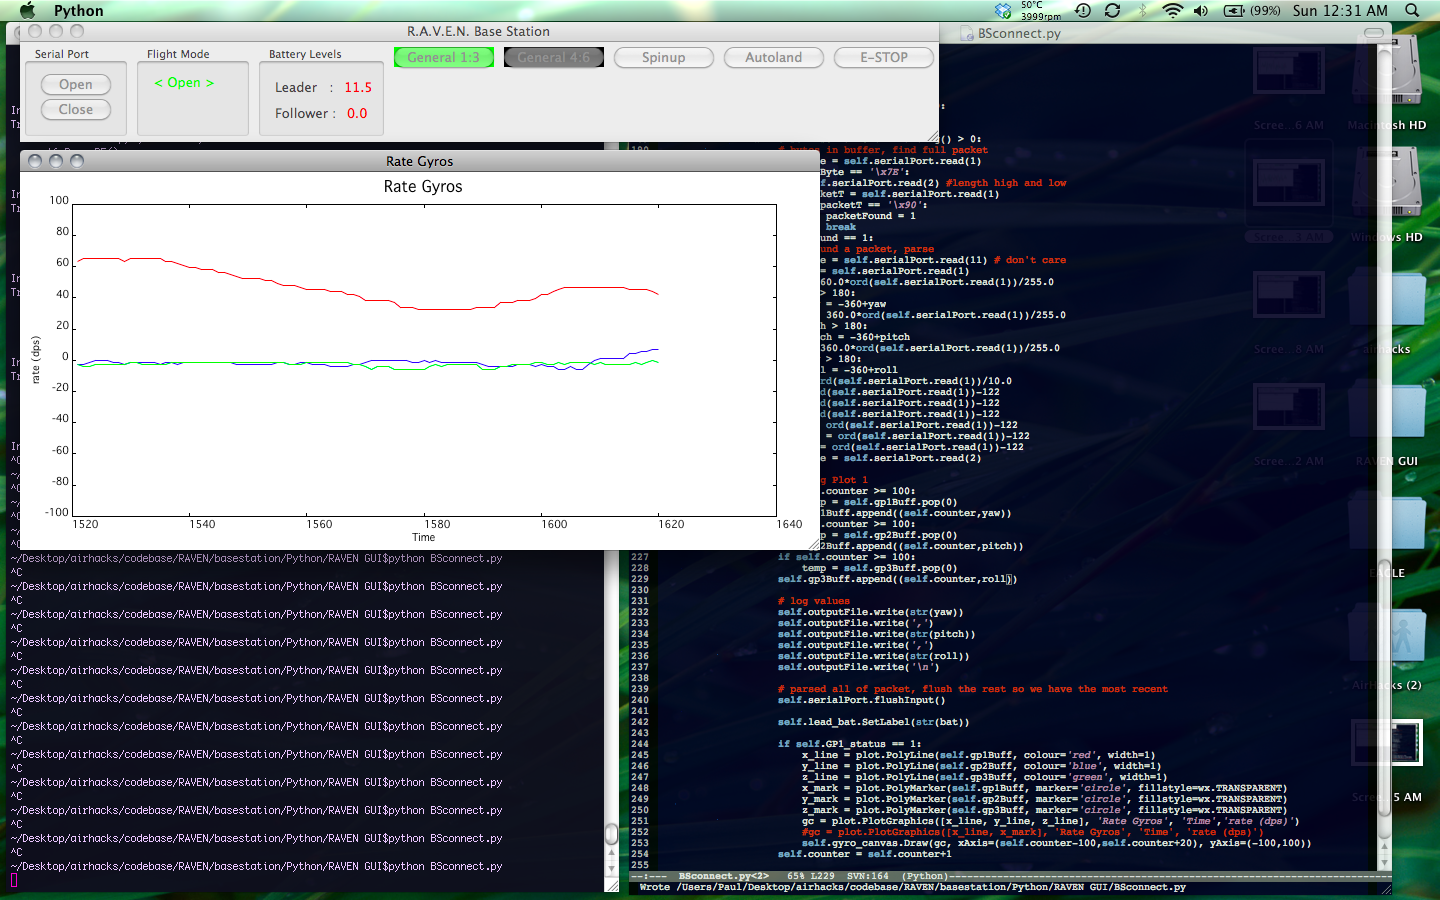 Python
50°C
3999rpm
(99%)
Sun 12:31 AM
R.A.V.E.N. Base Station
BSconnect.py
Serial Port
Flight Mode
Battery Levels
General 1:3
General 4:6
Spinup
Autoland
E-STOP
Open
Close
< Open >
Leader : 11.5
Follower : 0.0
Rate Gyros
Rate Gyros
100
80
60
40
20
0
-20
-40
-60
-80
-100
rate (dps)
1520
1540
1560
1580
1600
1620
1640
Time
~/Desktop/airhacks/codebase/RAVEN/basestation/Python/RAVEN GUI$python BSconnect.py
^C
~/Desktop/airhacks/codebase/RAVEN/basestation/Python/RAVEN GUI$python BSconnect.py
^C
~/Desktop/airhacks/codebase/RAVEN/basestation/Python/RAVEN GUI$python BSconnect.py
^C
~/Desktop/airhacks/codebase/RAVEN/basestation/Python/RAVEN GUI$python BSconnect.py
^C
~/Desktop/airhacks/codebase/RAVEN/basestation/Python/RAVEN GUI$python BSconnect.py
^C
~/Desktop/airhacks/codebase/RAVEN/basestation/Python/RAVEN GUI$python BSconnect.py
^C
~/Desktop/airhacks/codebase/RAVEN/basestation/Python/RAVEN GUI$python BSconnect.py
^C
~/Desktop/airhacks/codebase/RAVEN/basestation/Python/RAVEN GUI$python BSconnect.py
^C
~/Desktop/airhacks/codebase/RAVEN/basestation/Python/RAVEN GUI$python BSconnect.py
^C
~/Desktop/airhacks/codebase/RAVEN/basestation/Python/RAVEN GUI$python BSconnect.py
^C
~/Desktop/airhacks/codebase/RAVEN/basestation/Python/RAVEN GUI$python BSconnect.py
^C
~/Desktop/airhacks/codebase/RAVEN/basestation/Python/RAVEN GUI$python BSconnect.py
() > 0:
in buffer, find full packet
e = self.serialPort.read(1)
Byte == '\x7E':
f.serialPort.read(2) #length high and low
cketT = self.serialPort.read(1)
packetT == '\x90':
packetFound = 1
break
und == 1:
und a packet, parse
e = self.serialPort.read(11) # don't care
= self.serialPort.read(1)
60.0*ord(self.serialPort.read(1))/255.0
> 180:
= -360+yaw
360.0*ord(self.serialPort.read(1))/255.0
h > 180:
ch = -360+pitch
360.0*ord(self.serialPort.read(1))/255.0
> 180:
l = -360+roll
rd(self.serialPort.read(1))/10.0
d(self.serialPort.read(1))-122
d(self.serialPort.read(1))-122
d(self.serialPort.read(1))-122
ord(self.serialPort.read(1))-122
= ord(self.serialPort.read(1))-122
= ord(self.serialPort.read(1))-122
e = self.serialPort.read(2)
g Plot 1
.counter >= 100:
p = self.gp1Buff.pop(0)
1Buff.append((self.counter,yaw))
.counter >= 100:
p = self.gp2Buff.pop(0)
2Buff.append((self.counter,pitch))
227 if self.counter >= 100:
228 temp = self.gp3Buff.pop(0)
229 self.gp3Buff.append((self.counter,roll))
230
231 # log values
232 self.outputFile.write(str(yaw))
233 self.outputFile.write(',')
234 self.outputFile.write(str(pitch))
235 self.outputFile.write(',')
236 self.outputFile.write(str(roll))
237 self.outputFile.write('\n')
238
239 # parsed all of packet, flush the rest so we have the most recent
240 self.serialPort.flushInput()
241
242 self.lead_bat.SetLabel(str(bat))
243
244 if self.GP1_status == 1:
245 x_line = plot.PolyLine(self.gp1Buff, colour='red', width=1)
246 y_line = plot.PolyLine(self.gp2Buff, colour='blue', width=1)
247 z_line = plot.PolyLine(self.gp3Buff, colour='green', width=1)
248 x_mark = plot.PolyMarker(self.gp1Buff, marker='circle', fillstyle=wx.TRANSPARENT)
249 y_mark = plot.PolyMarker(self.gp2Buff, marker='circle', fillstyle=wx.TRANSPARENT)
250 z_mark = plot.PolyMarker(self.gp3Buff, marker='circle', fillstyle=wx.TRANSPARENT)
251 gc = plot.PlotGraphics([x_line, y_line, z_line], 'Rate Gyros', 'Time','rate (dps)')
252 #gc = plot.PlotGraphics([x_line, x_mark], 'Rate Gyros', 'Time', 'rate (dps)')
253 self.gyro_canvas.Draw(gc, xAxis=(self.counter-100,self.counter+20), yAxis=(-100,100))
254 self.counter = self.counter+1
255
--:--- BSconnect.py<2> 65% L229 SVN:164 (Python)
Wrote /Users/Paul/Desktop/airhacks/codebase/RAVEN/basestation/Python/RAVEN GUI/BSconnect.py
Macintosh HD
Windows HD
airhacks
RAVEN GUI
EAGLE
AirHacks (2)
Scre...5 AM
Scree...6 AM
Scree...8 AM
Scree...2 AM